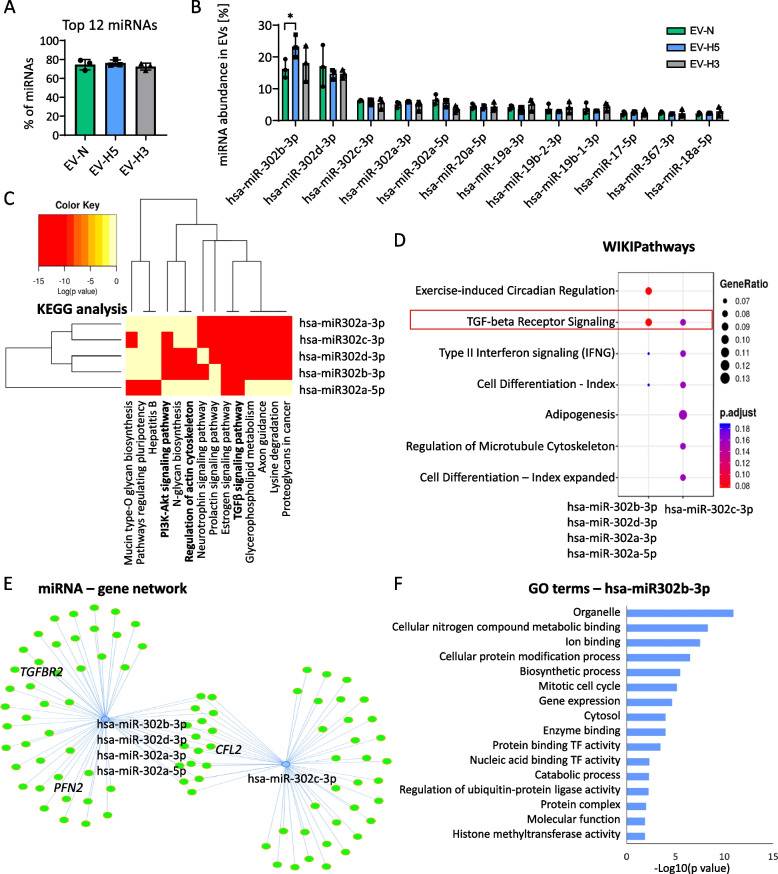 A
Top 12 miRNAs
% of miRNAs
100
80
60
40
20
0
EV-N
EV-H5
EV-H3
B
miRNA abundance in EVs [%]
30
20
10
0
*
EV-N
EV-H5
EV-H3
hsa-miR-302b-3p
hsa-miR-302d-3p
hsa-miR-302c-3p
hsa-miR-302a-3p
hsa-miR-302a-5p
hsa-miR-20a-5p
hsa-miR-19a-3p
hsa-miR-19b-2-3p
hsa-miR-19b-1-3p
hsa-miR-17-5p
hsa-miR-367-3p
hsa-miR-18a-5p
C
Color Key
-15 -10 -5 0
Log(p value)
KEGG analysis
hsa-miR302a-3p
hsa-miR302c-3p
hsa-miR302d-3p
hsa-miR302b-3p
hsa-miR302a-5p
Mucin type-O glycan biosynthesis
Pathways regulating pluripotency
Hepatitis B
PI3K-Akt signaling pathway
N-glycan biosynthesis
Regulation of actin cytoskeleton
Neurotrophin signaling pathway
Prolactin signaling pathway
Estrogen signaling pathway
TGFβ signaling pathway
Glycerophospholipid metabolism
Axon guidance
Lysine degradation
Proteoglycans in cancer
D
WIKIPathways
Exercise-induced Circadian Regulation
TGF-beta Receptor Signaling
Type II Interferon signaling (IFNG)
Cell Differentiation - Index
Adipogenesis
Regulation of Microtubule Cytoskeleton
Cell Differentiation – Index expanded
hsa-miR-302b-3p
hsa-miR-302d-3p
hsa-miR-302a-3p
hsa-miR-302a-5p
hsa-miR-302c-3p
GeneRatio
0.07
0.08
0.09
0.10
0.11
0.12
0.13
p.adjust
0.18
0.16
0.14
0.12
0.10
0.08
E
miRNA – gene network
TGFBR2
hsa-miR-302b-3p
hsa-miR-302d-3p
hsa-miR-302a-3p
hsa-miR-302a-5p
CFL2
PFN2
hsa-miR-302c-3p
F
GO terms – hsa-miR302b-3p
Organelle
Cellular nitrogen compound metabolic binding
Ion binding
Cellular protein modification process
Biosynthetic process
Mitotic cell cycle
Gene expression
Cytosol
Enzyme binding
Protein binding TF activity
Nucleic acid binding TF activity
Catabolic process
Regulation of ubiquitin-protein ligase activity
Protein complex
Molecular function
Histone methyltransferase activity
0 5 10 15
-Log10(p value)